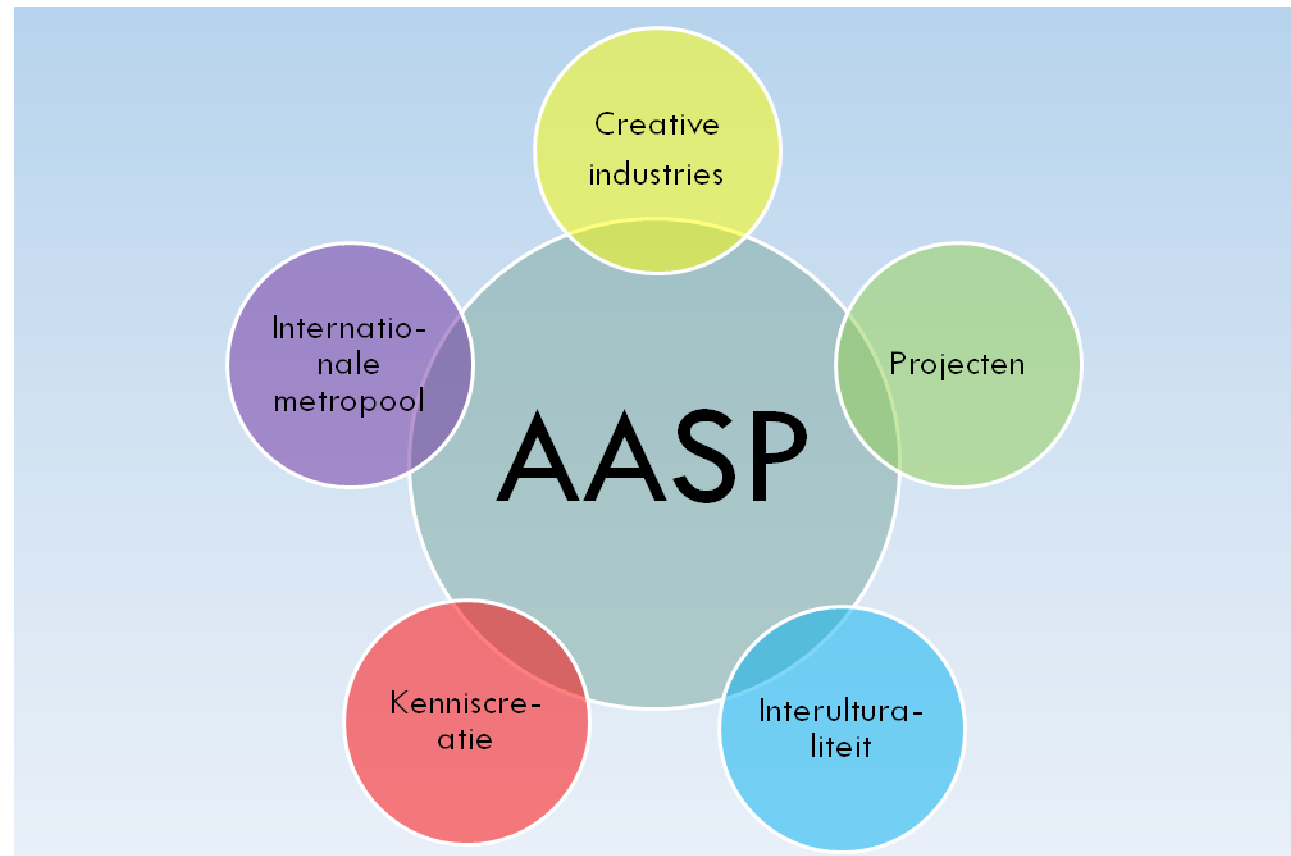 Creative
industries
Internatio-
nale
metropool
Projecten
AASP
Kenniscre-
atie
Interultura-
liteit